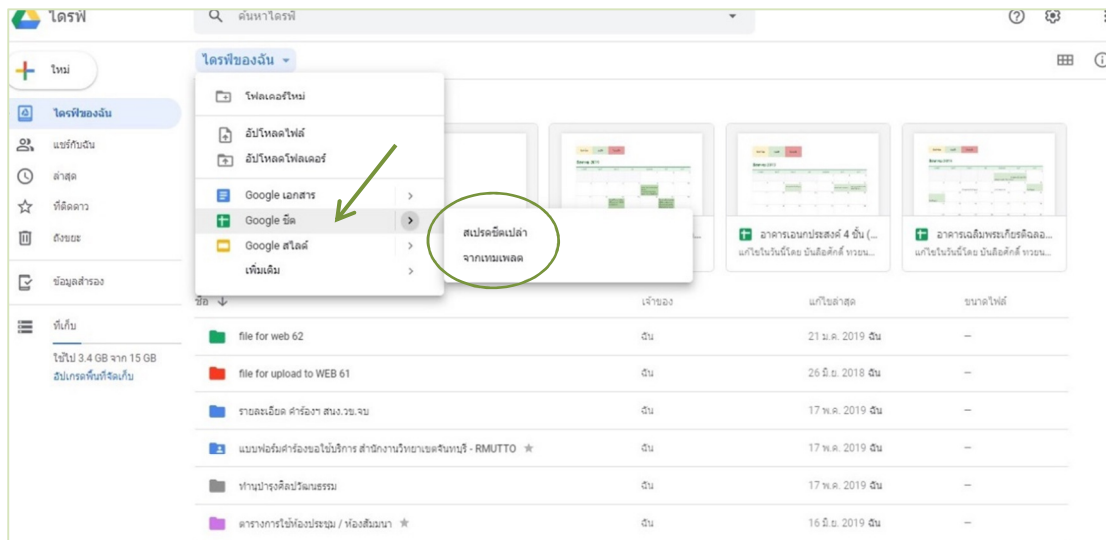 ไดรฟ์
ค้นหาไดรฟ์
ใหม่
ไดรฟ์ของฉัน
ไดรฟ์ของฉัน
แชร์กับฉัน
ล่าสุด
ที่ติดดาว
ถังขยะ
ข้อมูลสำรอง
ที่เก็บ
ใช้ไป 3.4 GB จาก 15 GB
อัปเกรดพื้นที่จัดเก็บ
โฟลเดอร์ใหม่
อัปโหลดไฟล์
อัปโหลดโฟลเดอร์
Google เอกสาร
Google ชีต
Google สไลด์
เพิ่มเติม
สเปรดชีตเปล่า
จากเทมเพลต
อาคารเอนกประสงค์ 4 ชั้น (...
แก้ไขในวันนี้โดย บันลือศักดิ์ ทวยน...
อาคารเฉลิมพระเกียรติฉลอ...
แก้ไขในวันนี้โดย บันลือศักดิ์ ทวยน...
ชื่อ เจ้าของ แก้ไขล่าสุด ขนาดไฟล์
file for web 62 ฉัน 21 ม.ค. 2019 ฉัน –
file for upload to WEB 61 ฉัน 26 มิ.ย. 2018 ฉัน –
รายละเอียด คำร้องฯ สนง.วข.จบ ฉัน 17 พ.ค. 2019 ฉัน –
แบบฟอร์มคำร้องขอใช้บริการ สำนักงานวิทยาเขตจันทบุรี - RMUTTO ฉัน 17 พ.ค. 2019 ฉัน –
ทำนุบำรุงศิลปวัฒนธรรม ฉัน 17 พ.ค. 2019 ฉัน –
ตารางการใช้ห้องประชุม / ห้องสัมมนา ฉัน 16 มิ.ย. 2019 ฉัน –